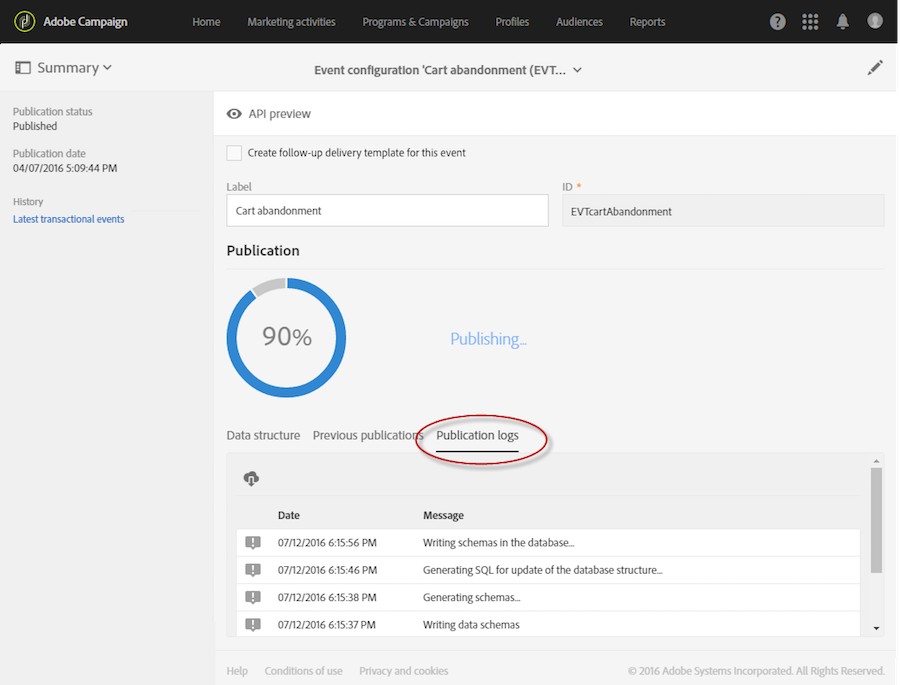 Adobe Campaign Home Marketing activities Programs & Campaigns Profiles Audiences Reports ?
Summary Event configuration 'Cart abandonment (EVT...
Publication status
Published
Publication date
04/07/2016 5:09:44 PM
History
Latest transactional events
API preview
Create follow-up delivery template for this event
Label ID *
Cart abandonment EVTcartAbandonment
Publication
90% Publishing...
Data structure Previous publications Publication logs
Date Message
07/12/2016 6:15:56 PM Writing schemas in the database...
07/12/2016 6:15:46 PM Generating SQL for update of the database structure...
07/12/2016 6:15:38 PM Generating schemas...
07/12/2016 6:15:37 PM Writing data schemas
Help Conditions of use Privacy and cookies © 2016 Adobe Systems Incorporated. All Rights Reserved.